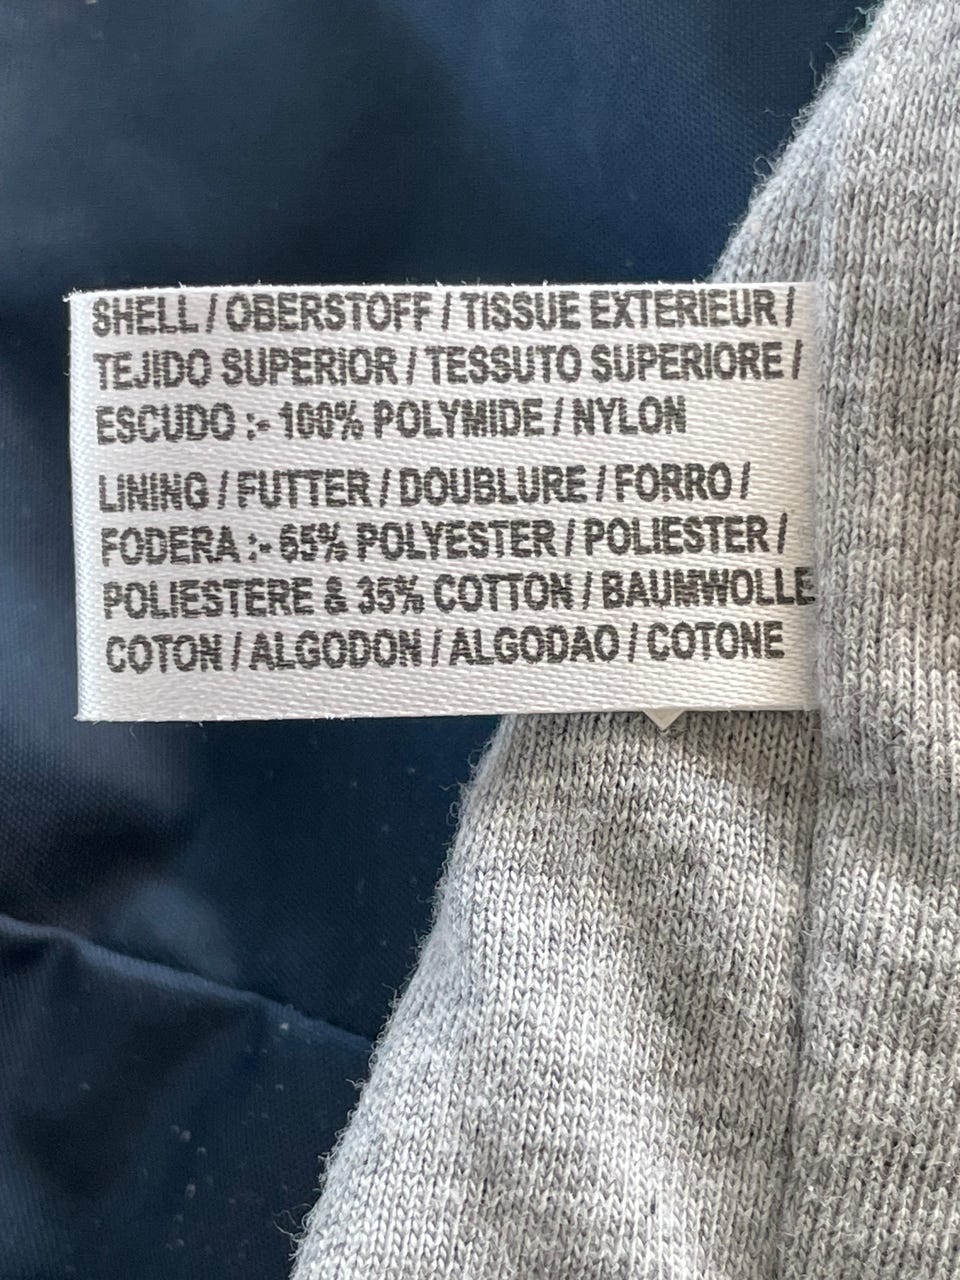 SHELL / OBERSTOFF / TISSUE EXTERIEUR /
TEJIDO SUPERIOR / TESSUTO SUPERIORE /
ESCUDO :- 100% POLYMIDE / NYLON
LINING / FUTTER / DOUBLURE / FORRO /
FODERA :- 65% POLYESTER / POLIESTER /
POLIESTERE & 35% COTTON / BAUMWOLLE
COTON / ALGODON / ALGODAO / COTONE